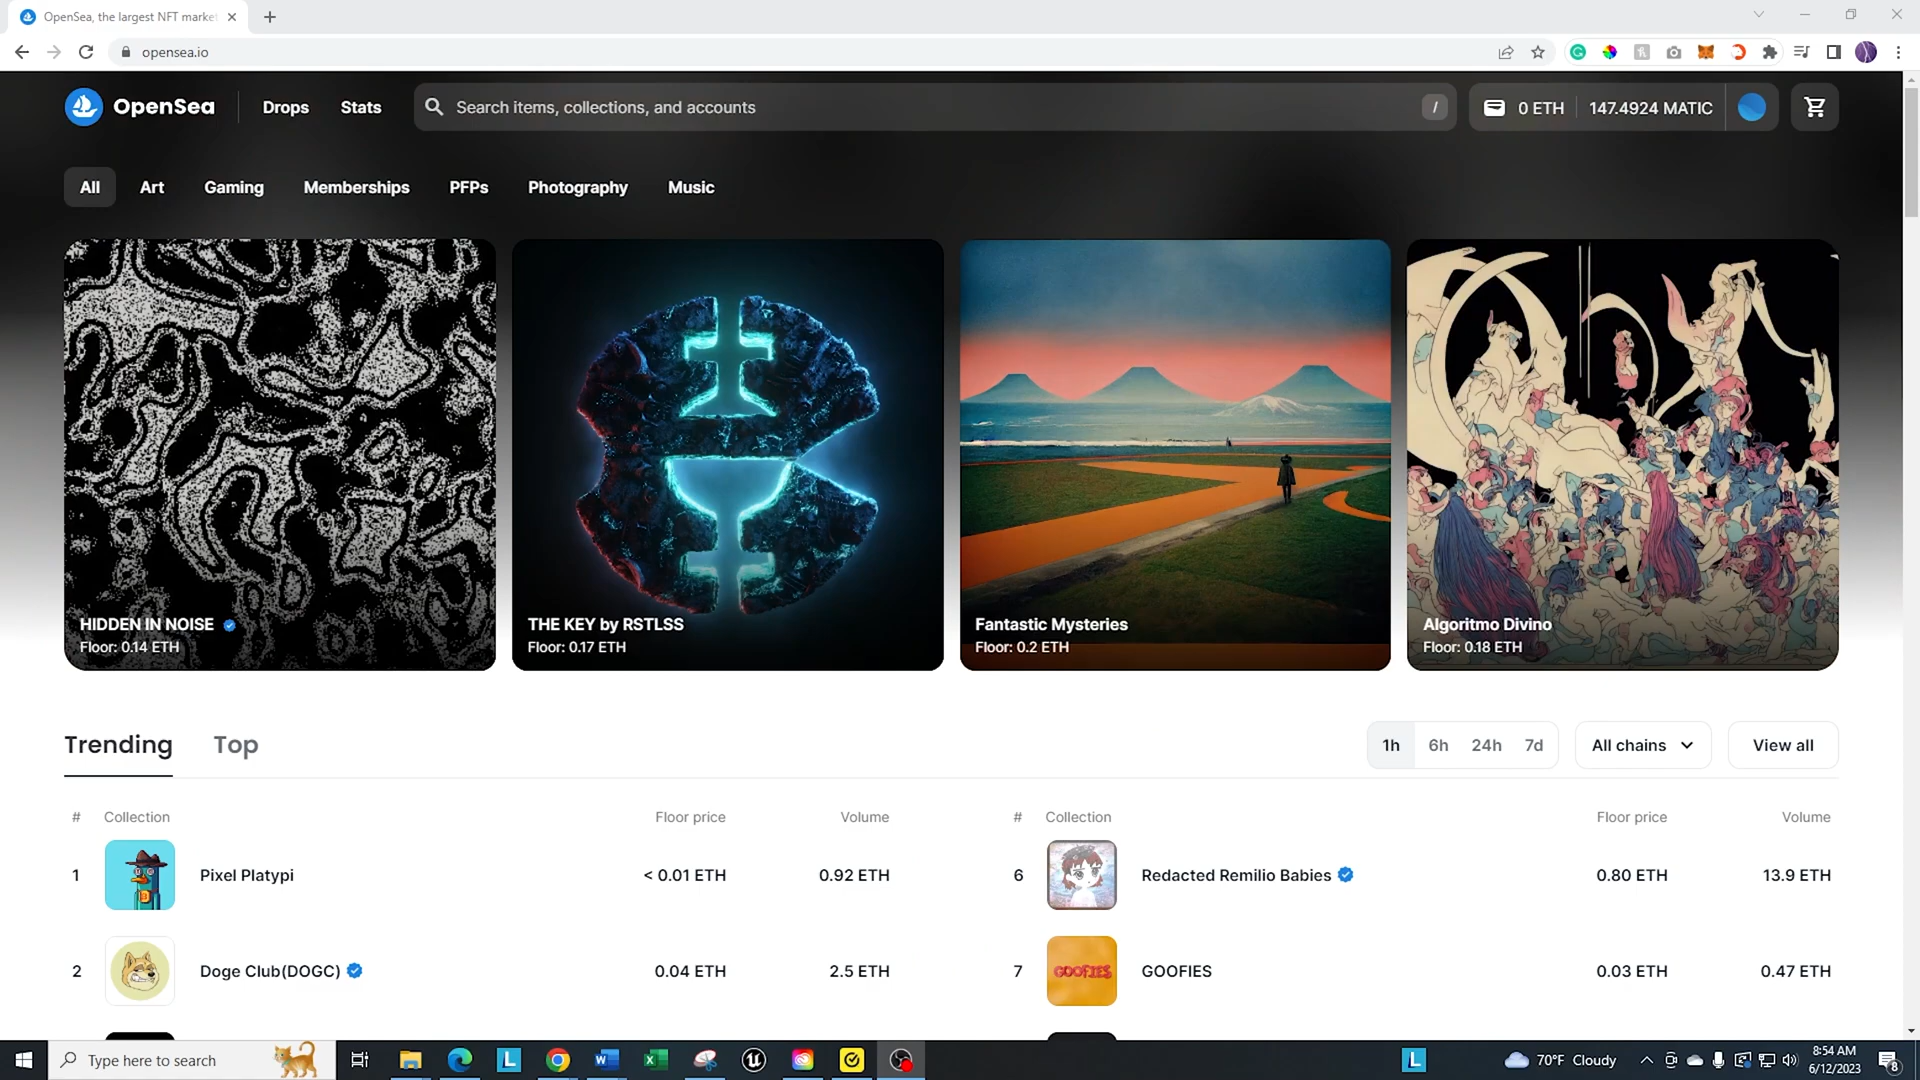 OpenSea, the largest NFT market
opensea.io
OpenSea
Drops
Stats
Search items, collections, and accounts
/
0 ETH
147.4924 MATIC
All
Art
Gaming
Memberships
PFPs
Photography
Music
HIDDEN IN NOISE
Floor: 0.14 ETH
THE KEY by RSTLSS
Floor: 0.17 ETH
Fantastic Mysteries
Floor: 0.2 ETH
Algoritmo Divino
Floor: 0.18 ETH
Trending
Top
1h
6h
24h
7d
All chains
View all
# Collection Floor price Volume
1 Pixel Platypi < 0.01 ETH 0.92 ETH
2 Doge Club(DOGC) 0.04 ETH 2.5 ETH
# Collection Floor price Volume
6 Redacted Remilio Babies 0.80 ETH 13.9 ETH
7 GOOFIES GOOFIES 0.03 ETH 0.47 ETH
Type here to search
L
L
70°F Cloudy
8:54 AM
6/12/2023
8